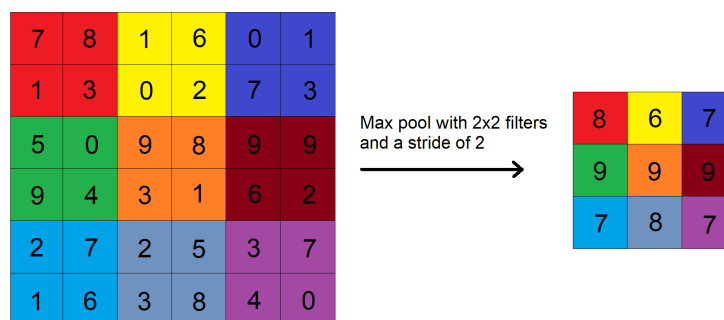 7 8 1 6 0 1
1 3 0 2 7 3
5 0 9 8 9 9
9 4 3 1 6 2
2 7 2 5 3 7
1 6 3 8 4 0
Max pool with 2x2 filters
and a stride of 2
8 6 7
9 9 9
7 8 7